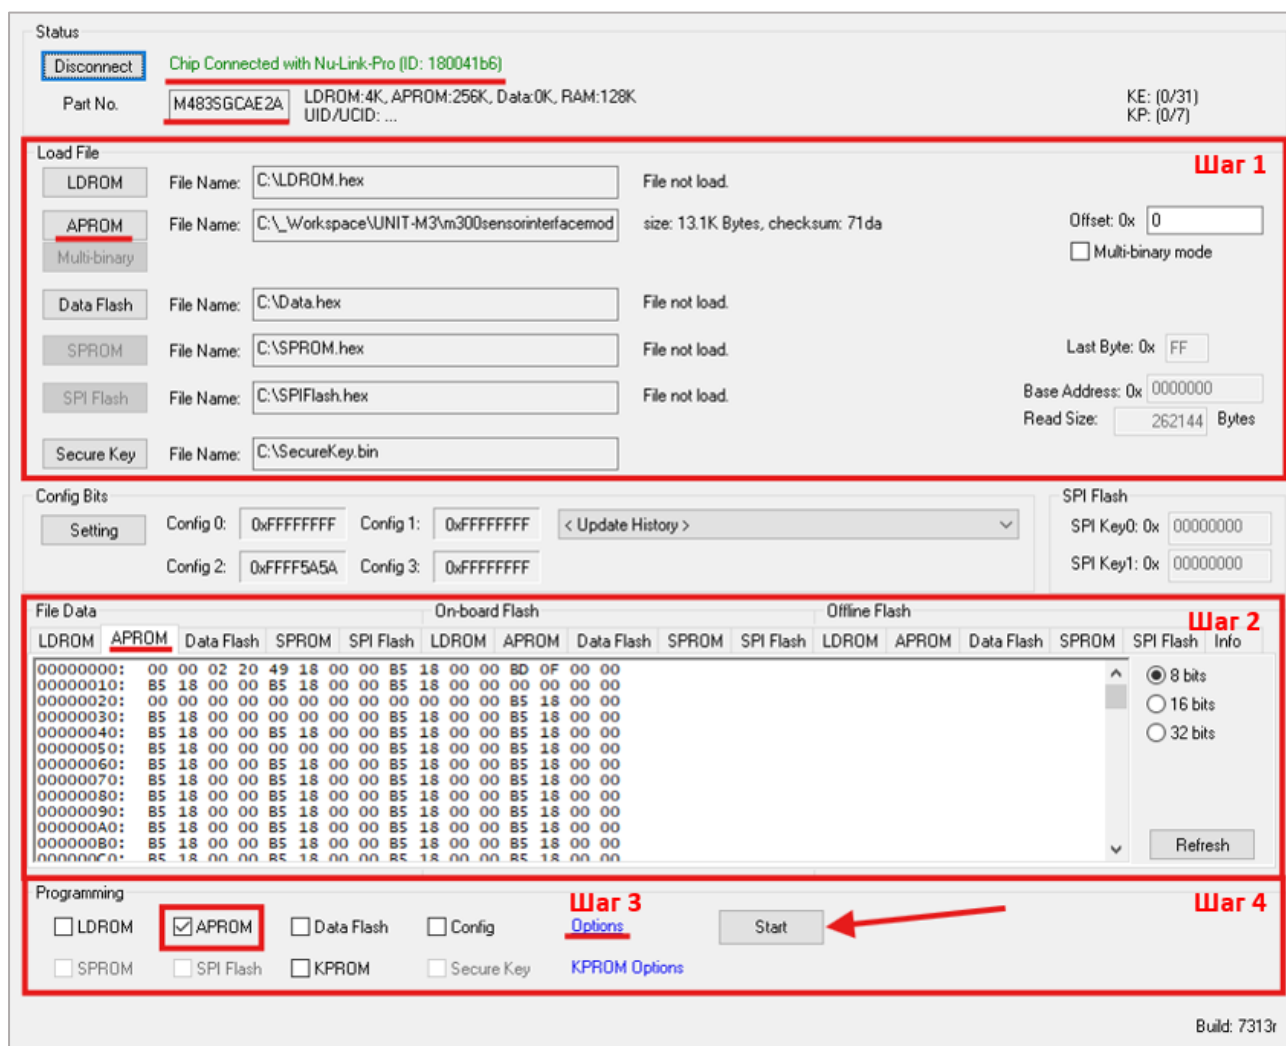 Status
Disconnect Chip Connected with Nu-Link-Pro (ID: 180041b6)
Part No. M483SGCAE2A LDROM:4K, APROM:256K, Data:0K, RAM:128K KE: (0/31)
UID/UCID: ... KP: (0/7)
Load File Шаг 1
LDROM File Name: C:\LDROM.hex File not load.
APROM File Name: C:\_Workspace\UNIT-M3\m300sensorinterfacemod size: 13.1K Bytes, checksum: 71da Offset: 0x 0
Multi-binary Multi-binary mode
Data Flash File Name: C:\Data.hex File not load.
SPROM File Name: C:\SPROM.hex File not load. Last Byte: 0x FF
SPI Flash File Name: C:\SPIFlash.hex File not load. Base Address: 0x 0000000
Read Size: 262144 Bytes
Secure Key File Name: C:\SecureKey.bin
Config Bits SPI Flash
Setting Config 0: 0xFFFFFFFF Config 1: 0xFFFFFFFF < Update History > SPI Key0: 0x 00000000
Config 2: 0xFFFF5A5A Config 3: 0xFFFFFFFF SPI Key1: 0x 00000000
File Data On-board Flash Offline Flash Шаг 2
LDROM APROM Data Flash SPROM SPI Flash LDROM APROM Data Flash SPROM SPI Flash LDROM APROM Data Flash SPROM SPI Flash Info
00000000: 00 00 02 20 49 18 00 00 B5 18 00 00 BD 0F 00 00 8 bits
00000010: B5 18 00 00 B5 18 00 00 B5 18 00 00 00 00 00 00
00000020: 00 00 00 00 00 00 00 00 00 00 00 00 B5 18 00 00 16 bits
00000030: B5 18 00 00 00 00 00 00 B5 18 00 00 B5 18 00 00
00000040: B5 18 00 00 B5 18 00 00 B5 18 00 00 B5 18 00 00 32 bits
00000050: B5 18 00 00 00 00 00 00 B5 18 00 00 B5 18 00 00
00000060: B5 18 00 00 B5 18 00 00 B5 18 00 00 B5 18 00 00
00000070: B5 18 00 00 B5 18 00 00 B5 18 00 00 B5 18 00 00
00000080: B5 18 00 00 B5 18 00 00 B5 18 00 00 B5 18 00 00
00000090: B5 18 00 00 B5 18 00 00 B5 18 00 00 B5 18 00 00
000000A0: B5 18 00 00 B5 18 00 00 B5 18 00 00 B5 18 00 00
000000B0: B5 18 00 00 B5 18 00 00 B5 18 00 00 B5 18 00 00 Refresh
000000C0: B5 18 00 00 B5 18 00 00 B5 18 00 00 B5 18 00 00
Programming Шаг 3 Шаг 4
LDROM APROM Data Flash Config Options Start
SPROM SPI Flash KPROM Secure Key KPROM Options
Build: 7313r